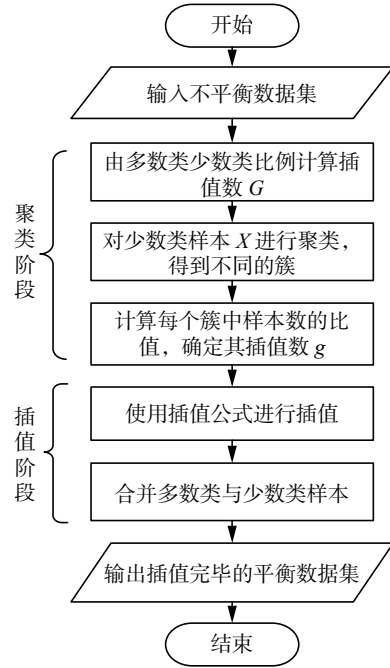 开始
输入不平衡数据集
由多数类少数类比例计算插
值数 G
对少数类样本 X 进行聚类，
得到不同的簇
计算每个簇中样本数的比
值，确定其插值数 g
聚类阶段
使用插值公式进行插值
合并多数类与少数类样本
插值阶段
输出插值完毕的平衡数据集
结束